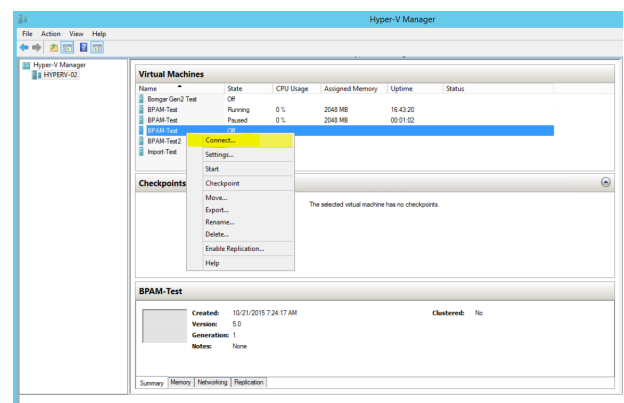 Hyper-V Manager
File Action View Help
Hyper-V Manager
HYPERV-02
Virtual Machines
Name State CPU Usage Assigned Memory Uptime Status
Bomgar Gen2 Test Off
BPAM-Test Running 0 % 2048 MB 16:43:20
BPAM-Test Paused 0 % 2048 MB 00:01:02
BPAM-Test Off
BPAM-Test2
Import-Test
Connect...
Settings...
Start
Checkpoint
Move...
Export...
Rename...
Delete...
Enable Replication...
Help
Checkpoints
The selected virtual machine has no checkpoints.
BPAM-Test
Created: 10/21/2015 7:24:17 AM Clustered: No
Version: 5.0
Generation: 1
Notes: None
Summary Memory Networking Replication